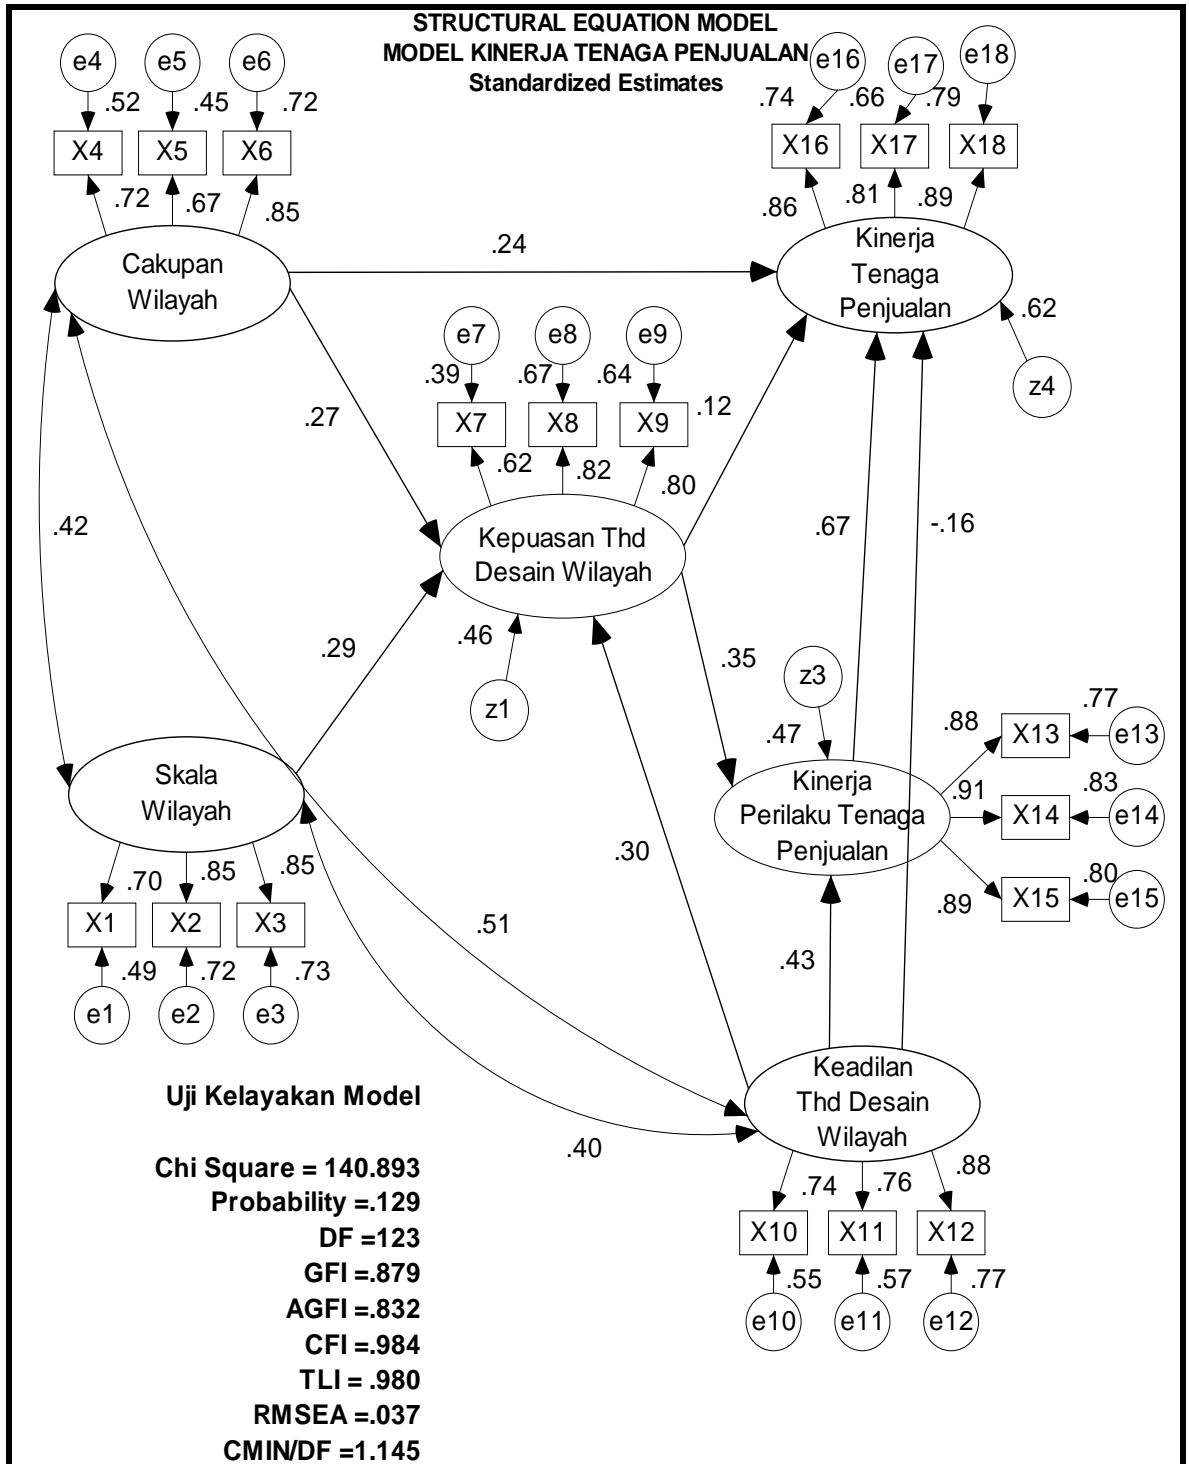 STRUCTURAL EQUATION MODEL
MODEL KINERJA TENAGA PENJUALAN
Standardized Estimates
e4
e5
e6
e16
e17
e18
.52
.45
.72
.74
.66
.79
X4
X5
X6
X16
X17
X18
.72
.67
.85
.86
.81
.89
Cakupan
Wilayah
.24
Kinerja
Tenaga
Penjualan
.62
z4
e7
e8
e9
.39
.67
.64
.12
X7
X8
X9
.27
.62
.82
.80
.42
Kepuasan Thd
Desain Wilayah
.67
-.16
.46
z1
.29
.35
z3
.47
.88
X13
.77
e13
Skala
Wilayah
Kinerja
Perilaku Tenaga
Penjualan
.91
X14
.83
e14
.30
.89
X15
.80
e15
.70
.85
.85
X1
X2
X3
.51
.43
.49
.72
.73
e1
e2
e3
Keadilan
Thd Desain
Wilayah
.40
.74
.76
.88
X10
X11
X12
.55
.57
.77
e10
e11
e12
Uji Kelayakan Model
Chi Square = 140.893
Probability =.129
DF =123
GFI =.879
AGFI =.832
CFI =.984
TLI = .980
RMSEA =.037
CMIN/DF =1.145